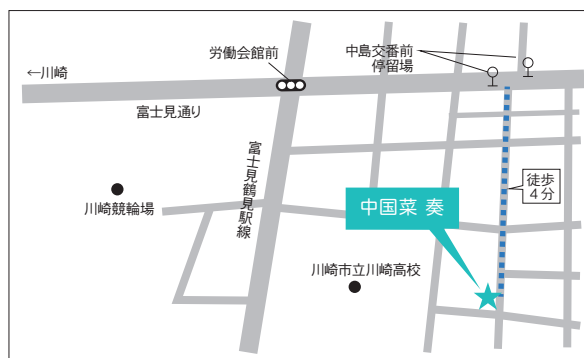 労働会館前
中島交番前
停留場
←川崎
富士見通り
富士見鶴見駅線
徒歩
4分
川崎競輪場
中国菜 奏
川崎市立川崎高校